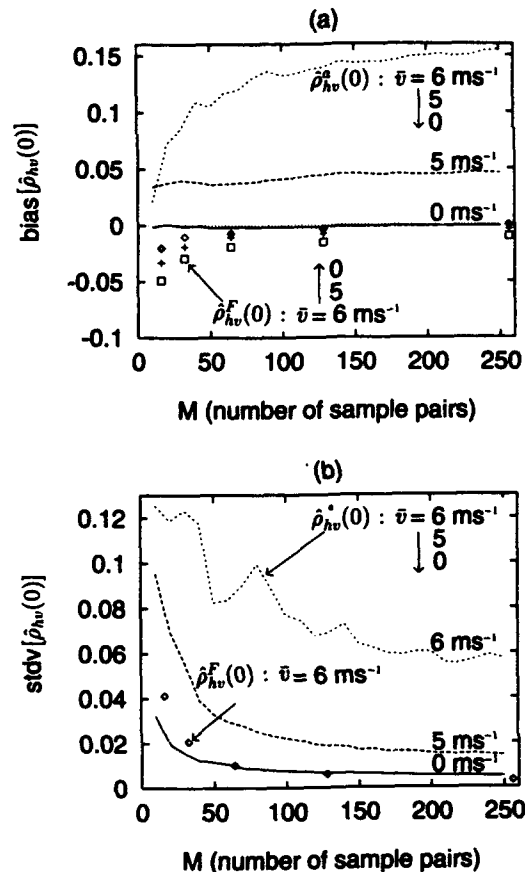 (a)
0.15
0.1
0.05
0
-0.05
-0.1
bias [ρ̂hv(0)]
ρ̂ᵃhv(0) : v̄ = 6 ms⁻¹
5
0
5 ms⁻¹
0 ms⁻¹
0
5
ρ̂ᶠhv(0) : v̄ = 6 ms⁻¹
0 50 100 150 200 250
M (number of sample pairs)
(b)
0.12
0.1
0.08
0.06
0.04
0.02
0
stdv[ρ̂hv(0)]
ρ̂hv(0) : v̄ = 6 ms⁻¹
5
0
6 ms⁻¹
ρ̂ᶠhv(0) : v̄ = 6 ms⁻¹
5 ms⁻¹
0 ms⁻¹
0 50 100 150 200 250
M (number of sample pairs)